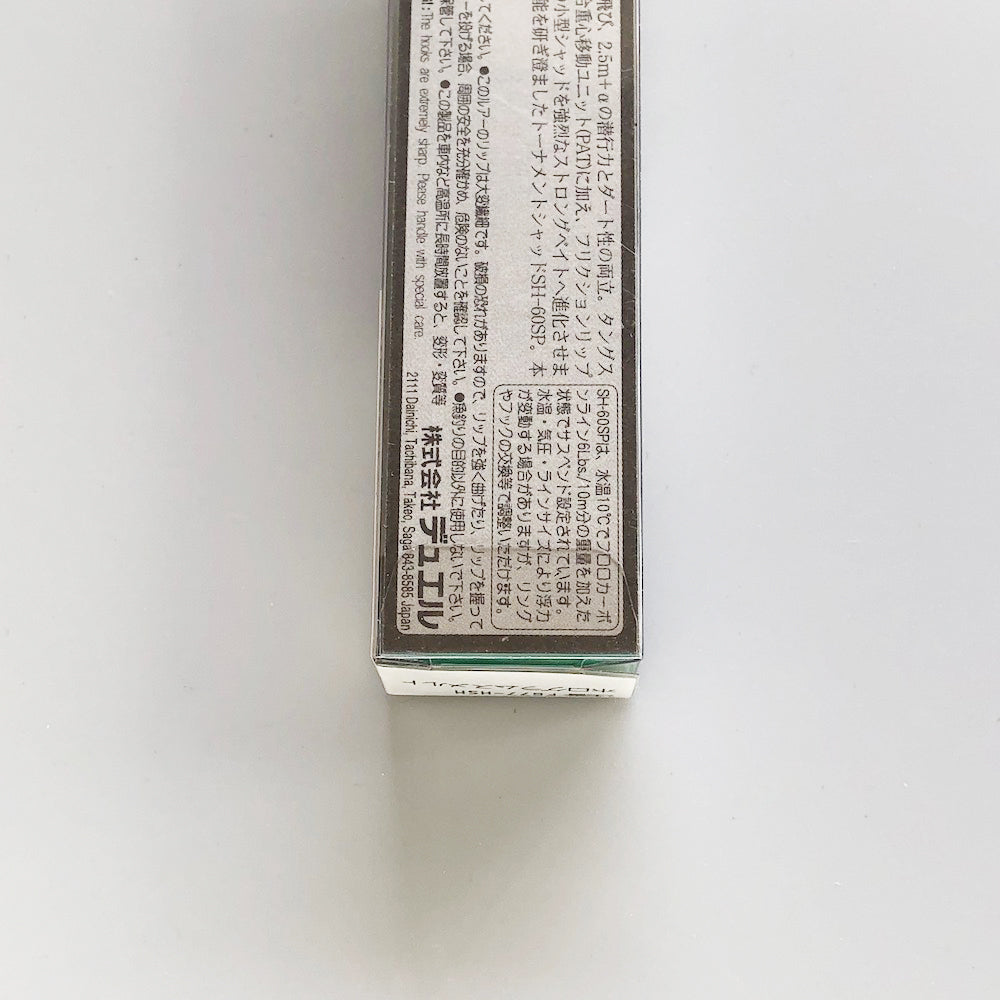 飛び、2.5m+αの潜行力とダート性の両立。タングス
合重心移動ユニット(PAT)に加え、フリクションリップ
小型シャッドを強烈なストロングベイトへ進化させま
能を研ぎ澄ましたトーナメントシャッドSH-60SP。本
SH-60SPは、水温10℃でフロロカーボ
ンライン6Lbs./10m分の重量を加えた
状態でサスペンド設定されています。
水温・気圧・ラインサイズにより浮力
が変動する場合がありますが、リング
やフックの交換等で調整いただけます。
てください。●このルアーのリップは大変繊細です。破損の恐れがありますので、リップを強く曲げたり、リップを握って
ーを投げる場合、周囲の安全を充分確かめ、危険のないことを確認して下さい。●魚釣りの目的以外に使用しないで下さい。
保管して下さい。●この製品を車内など高温所に長時間放置すると、変形・変質等
The hooks are extremely sharp. Please handle with special care.
株式会社 デュエル
2111 Dainichi, Tachibana, Takeo, Saga 843-8585 Japan